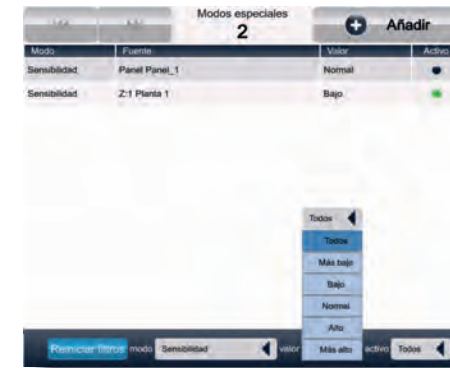 Modos especiales
2
Añadir
Modo Fuente Valor Activo
Sensibilidad Panel Panel_1 Normal
Sensibilidad Z:1 Planta 1 Bajo
Todos
Todos
Más bajo
Bajo
Normal
Alto
Más alto
Reiniciar filtros modo Sensibilidad valor activo Todos